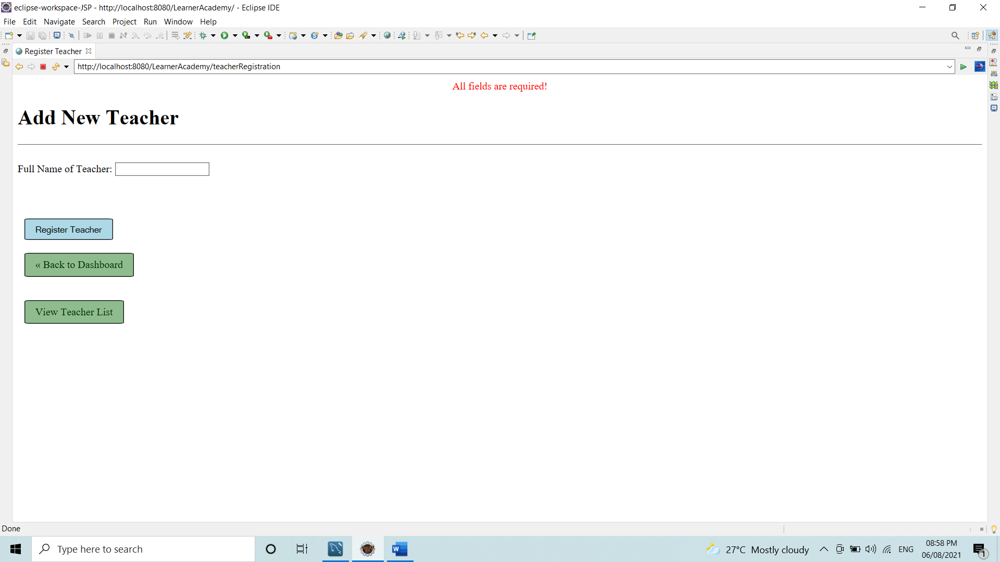 eclipse-workspace-JSP - http://localhost:8080/LearnerAcademy/ - Eclipse IDE
File Edit Navigate Search Project Run Window Help
Register Teacher
http://localhost:8080/LearnerAcademy/teacherRegistration
All fields are required!
Add New Teacher
Full Name of Teacher:
Register Teacher
« Back to Dashboard
View Teacher List
Done
Type here to search
27°C Mostly cloudy
ENG
08:58 PM
06/08/2021
1